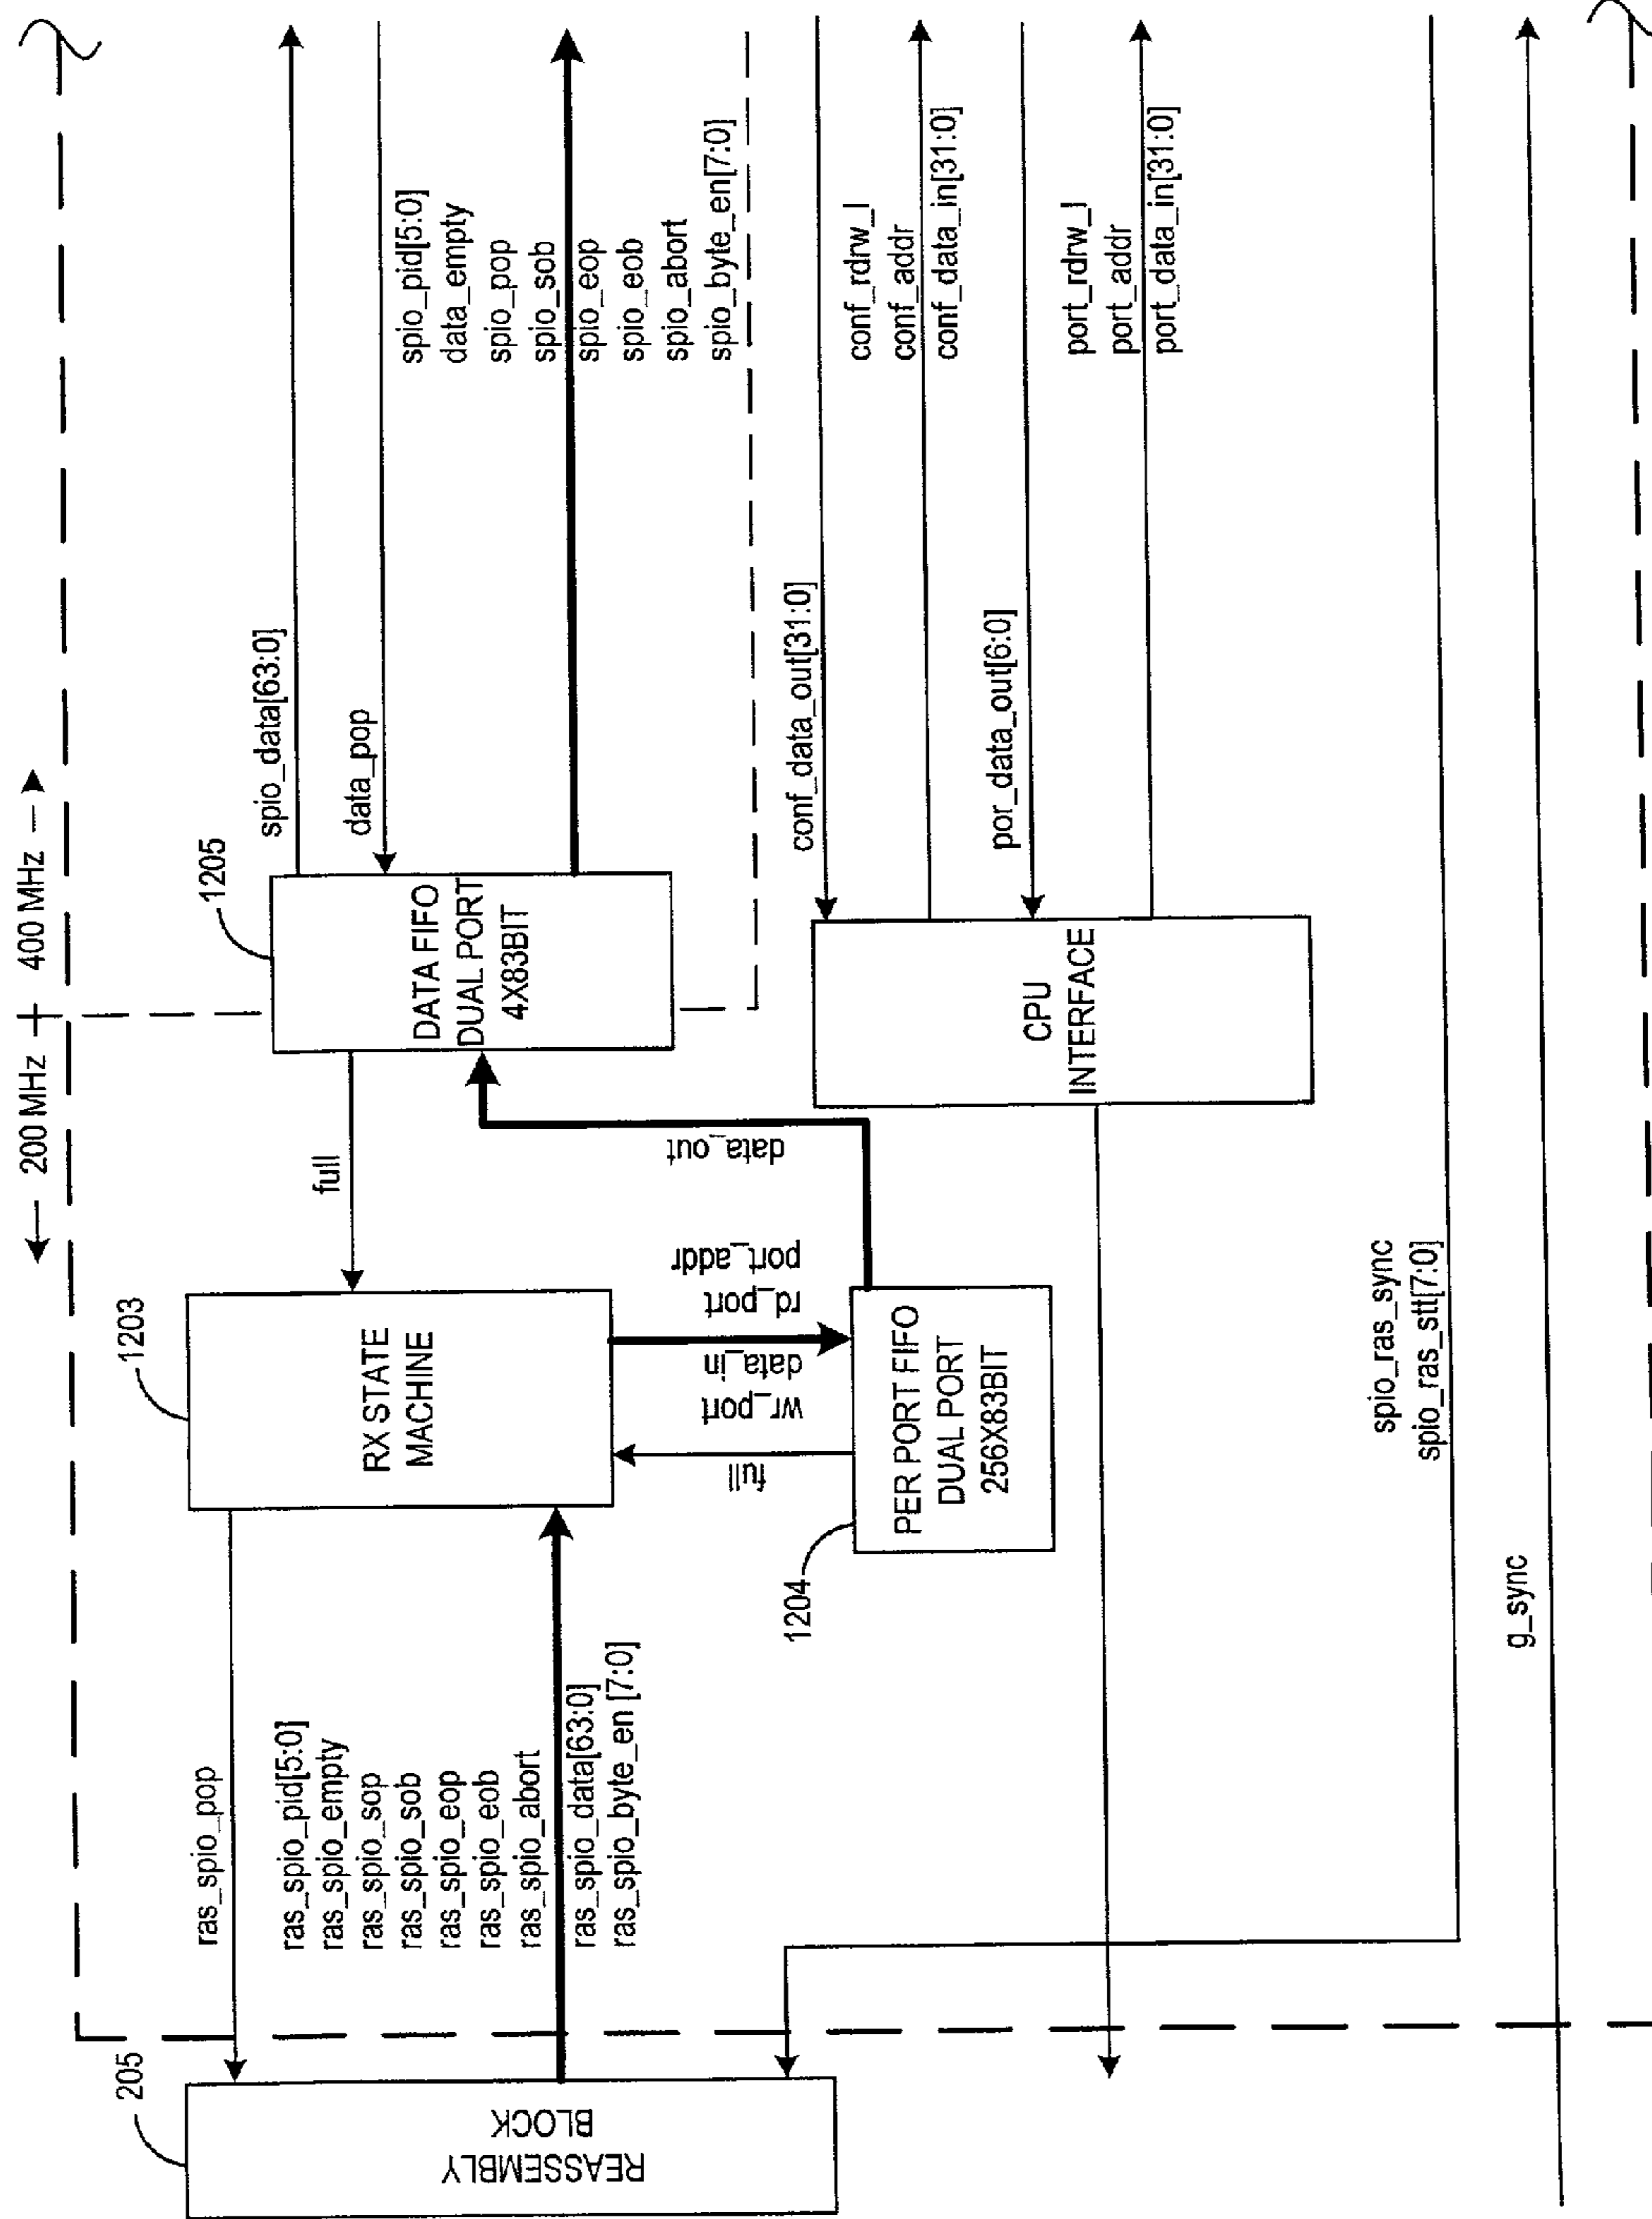 200 MHz
400 MHz
205
REASSEMBLY
BLOCK
ras_spio_pop
ras_spio_pid[5:0]
ras_spio_empty
ras_spio_sop
ras_spio_sob
ras_spio_eop
ras_spio_eob
ras_spio_abort
ras_spio_data[63:0]
ras_spio_byte_en [7:0]
1203
RX STATE
MACHINE
full
full
wr_port
data_in
rd_port
port_addr
1204
PER PORT FIFO
DUAL PORT
256X83BIT
data_out
1205
DATA FIFO
DUAL PORT
4X83BIT
spio_data[63:0]
data_pop
spio_pid[5:0]
data_empty
spio_pop
spio_sob
spio_eop
spio_eob
spio_abort
spio_byte_en[7:0]
CPU
INTERFACE
conf_data_out[31:0]
conf_rdrw_l
conf_addr
conf_data_in[31:0]
por_data_out[6:0]
port_rdrw_l
port_addr
port_data_in[31:0]
spio_ras_sync
spio_ras_stt[7:0]
g_sync